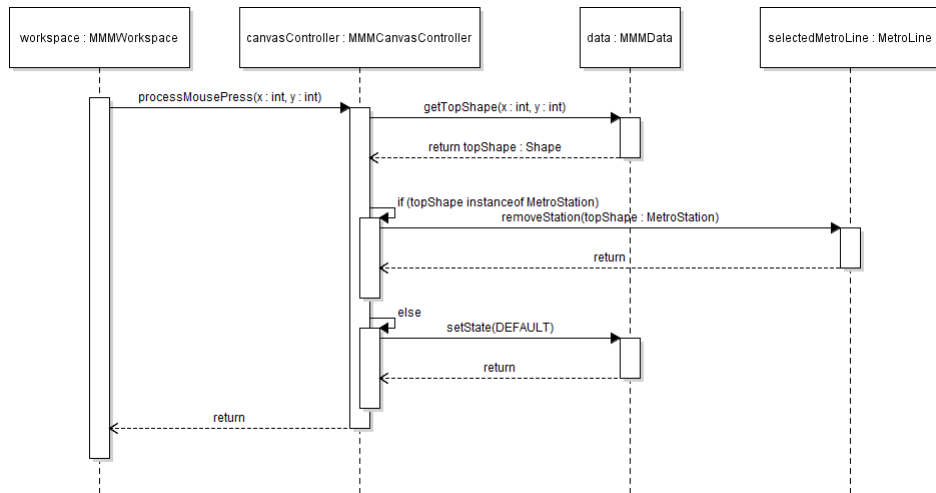 workspace : MMMWorkspace
canvasController : MMMCanvasController
data : MMMData
selectedMetroLine : MetroLine
processMousePress(x : int, y : int)
getTopShape(x : int, y : int)
return topShape : Shape
if (topShape instanceof MetroStation)
removeStation(topShape : MetroStation)
return
else
setState(DEFAULT)
return
return